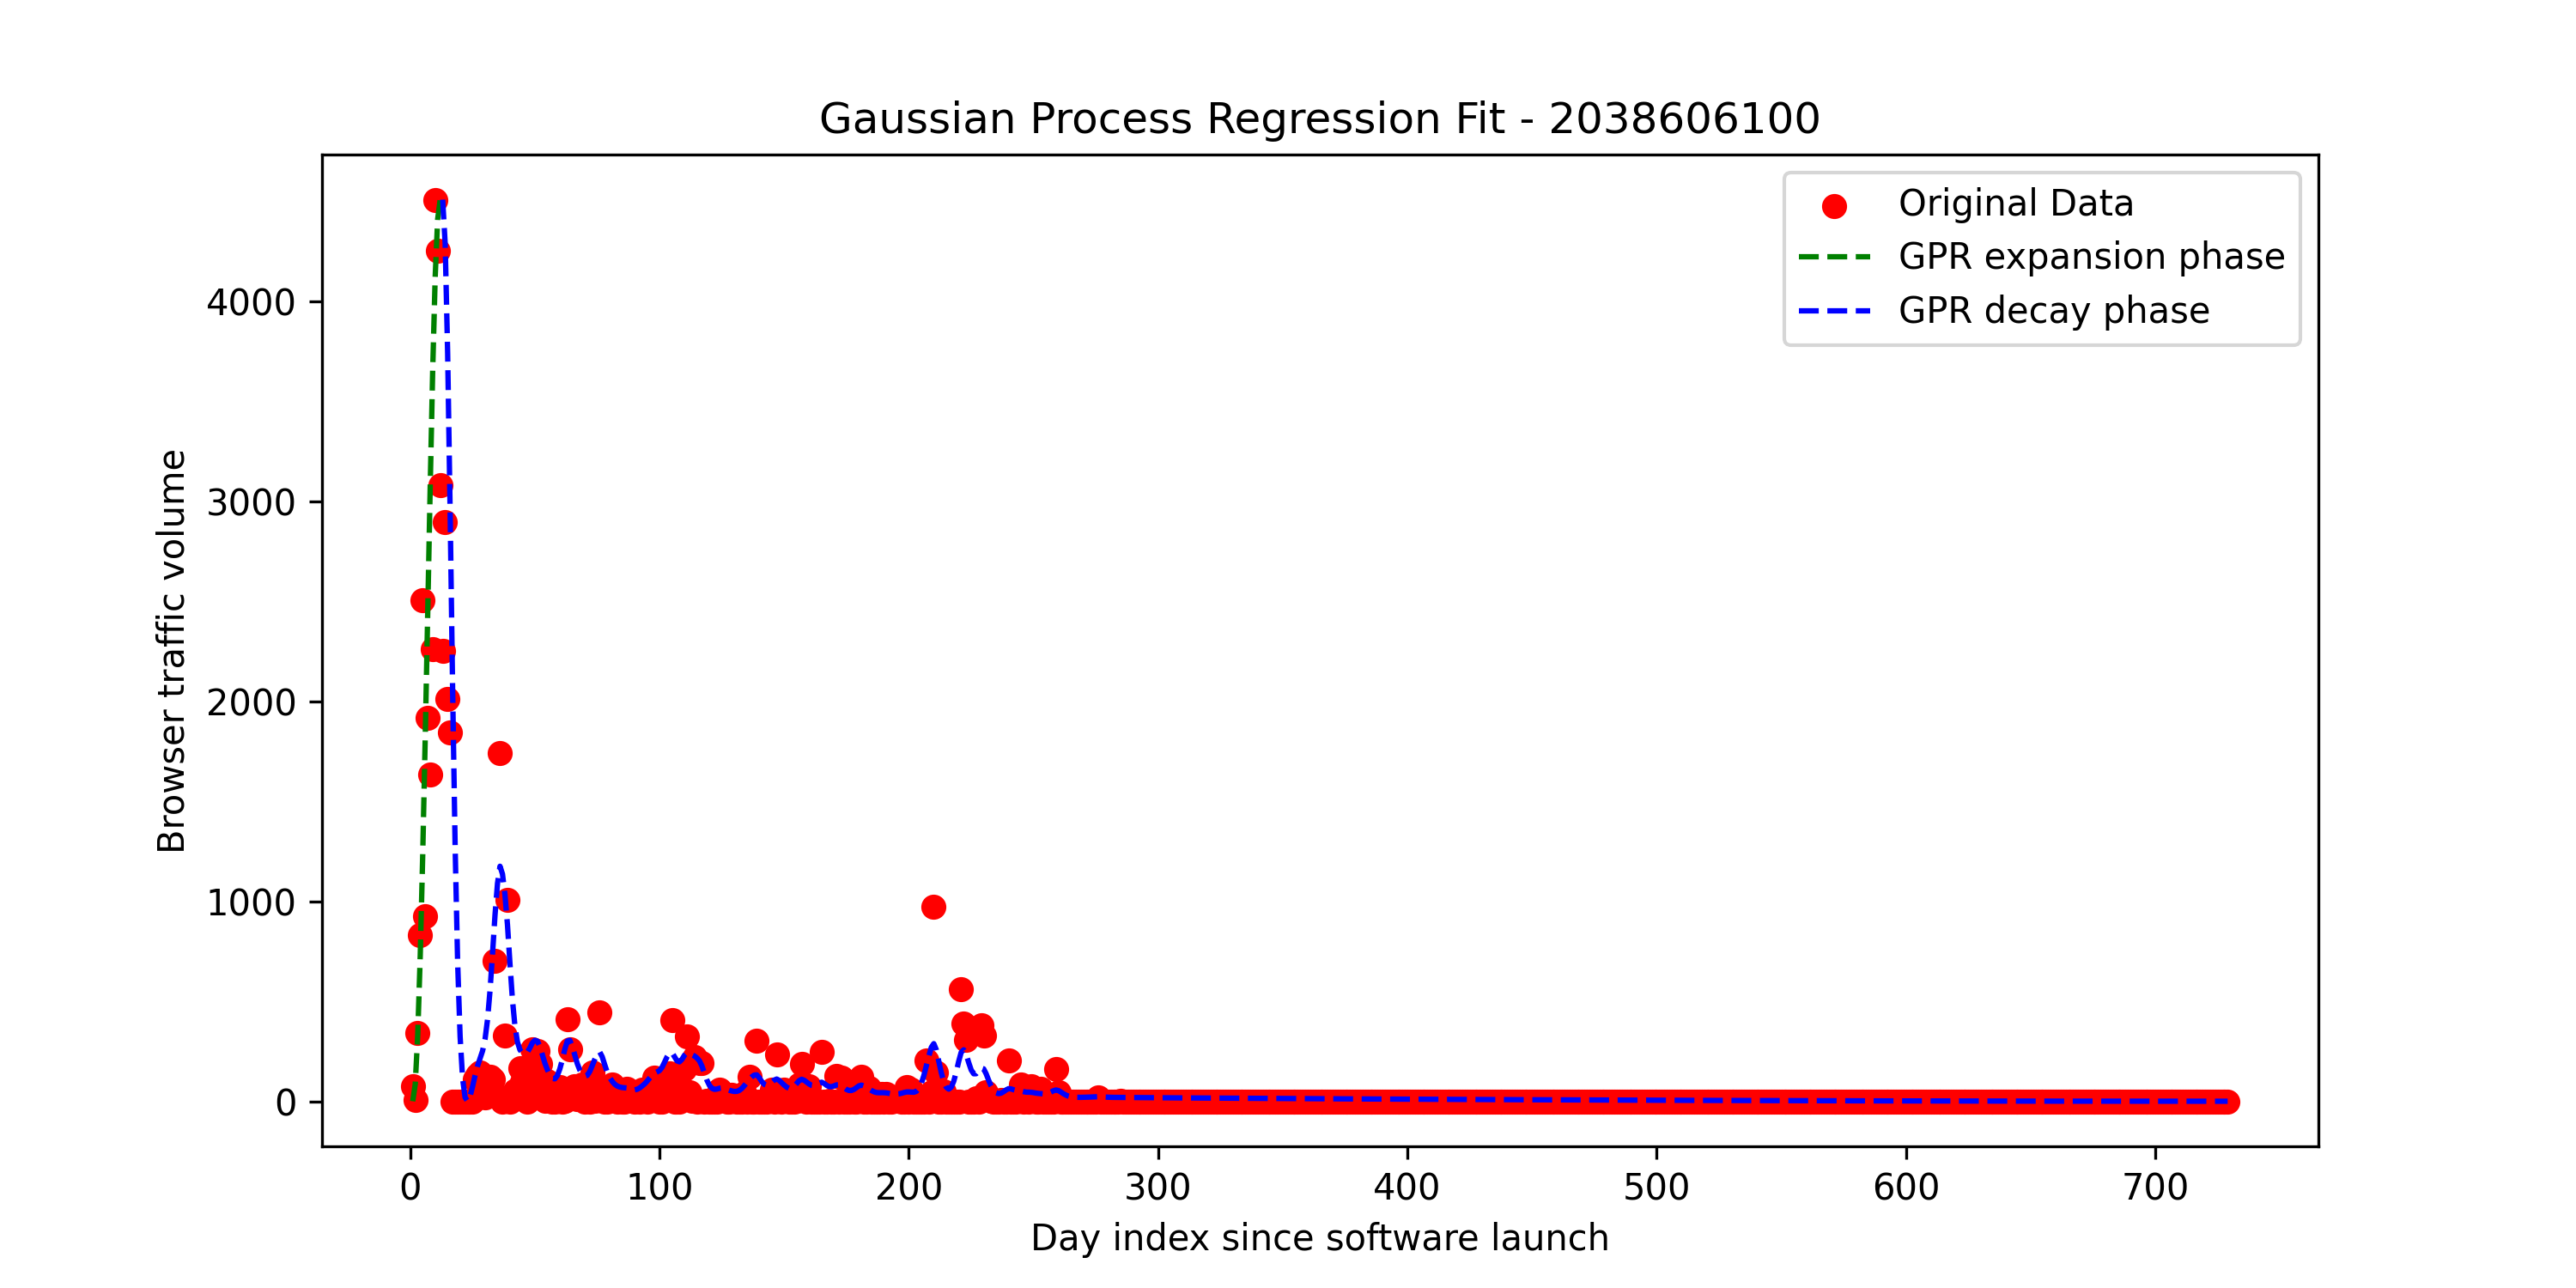 Gaussian Process Regression Fit - 2038606100
Original Data
GPR expansion phase
GPR decay phase
Browser traffic volume
4000
3000
2000
1000
0
0 100 200 300 400 500 600 700
Day index since software launch